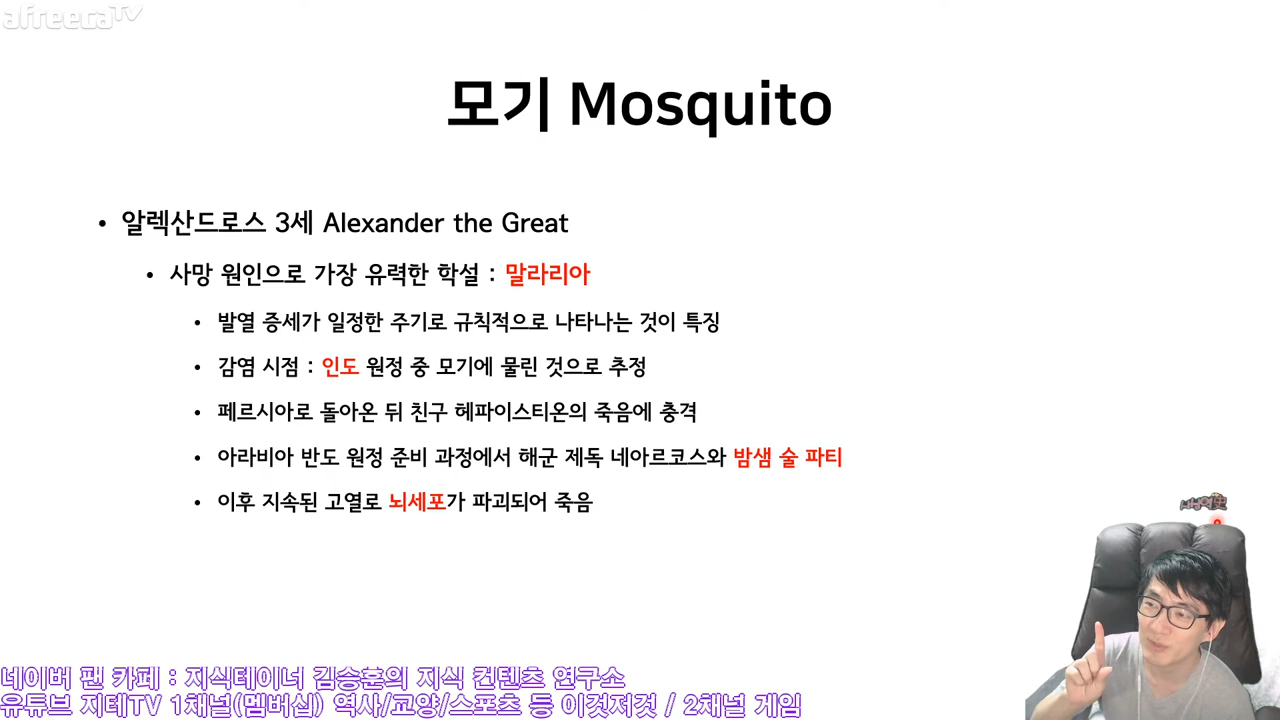 afreecaTV
모기 Mosquito
• 알렉산드로스 3세 Alexander the Great
• 사망 원인으로 가장 유력한 학설 : 말라리아
• 발열 증세가 일정한 주기로 규칙적으로 나타나는 것이 특징
• 감염 시점 : 인도 원정 중 모기에 물린 것으로 추정
• 페르시아로 돌아온 뒤 친구 헤파이스티온의 죽음에 충격
• 아라비아 반도 원정 준비 과정에서 해군 제독 네아르코스와 밤샘 술 파티
• 이후 지속된 고열로 뇌세포가 파괴되어 죽음
네이버 팬 카페 : 지식테이너 김승훈의 지식 컨텐츠 연구소
유튜브 지테TV 1채널(멤버십) 역사/교양/스포츠 등 이것저것 / 2채널 게임